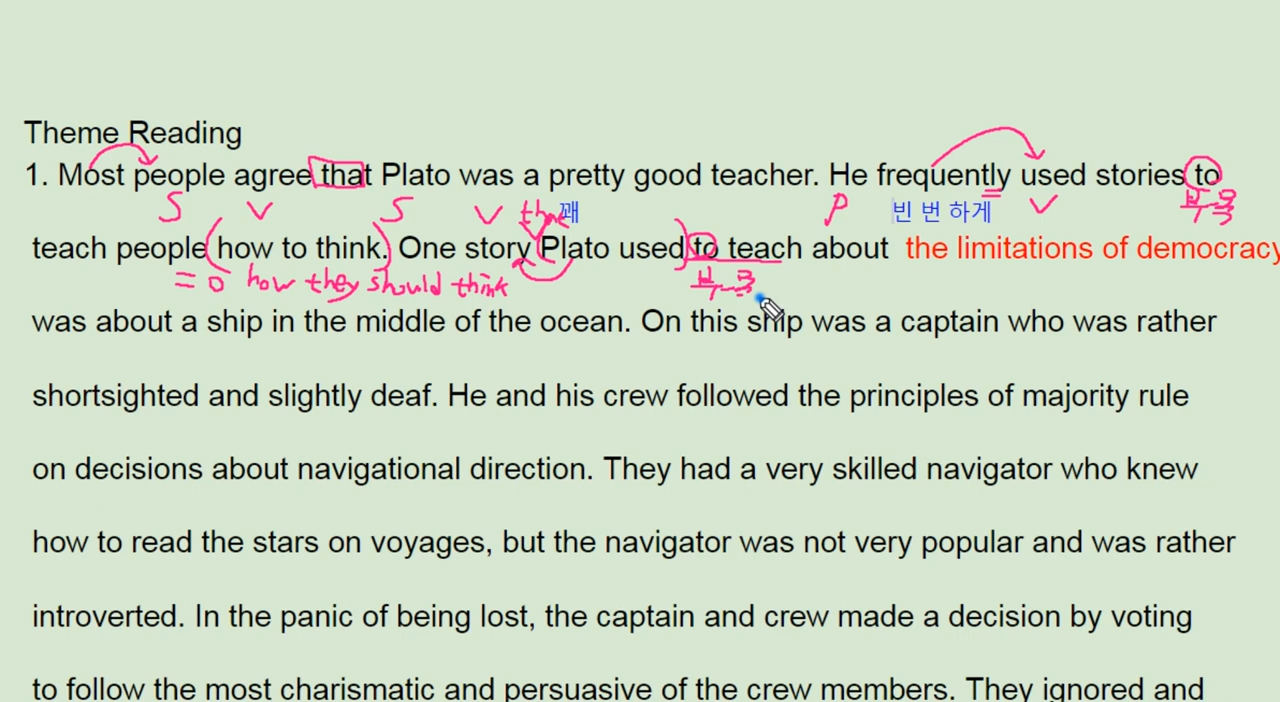 Theme Reading
1. Most people agree that Plato was a pretty good teacher. He frequently used stories to
S V S V that 꽤 P 빈 번 하게 V 부-목
teach people how to think. One story Plato used to teach about the limitations of democracy
= O how they should think 부-목
was about a ship in the middle of the ocean. On this ship was a captain who was rather
shortsighted and slightly deaf. He and his crew followed the principles of majority rule
on decisions about navigational direction. They had a very skilled navigator who knew
how to read the stars on voyages, but the navigator was not very popular and was rather
introverted. In the panic of being lost, the captain and crew made a decision by voting
to follow the most charismatic and persuasive of the crew members. They ignored and